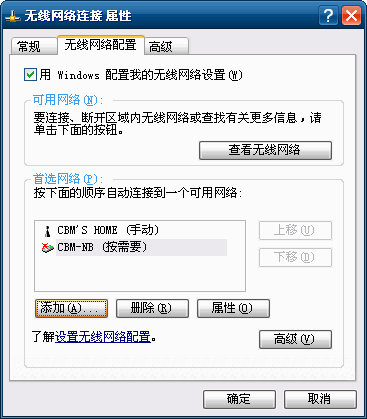 无线网络连接 属性
常规 无线网络配置 高级
用 Windows 配置我的无线网络设置(W)
可用网络(N):
要连接、断开区域内无线网络或查找有关更多信息，请
单击下面的按钮。
查看无线网络
首选网络(P):
按下面的顺序自动连接到一个可用网络:
CBM'S HOME (手动)
CBM-NB (按需要)
上移(U)
下移(D)
添加(A)... 删除(R) 属性(O)
了解设置无线网络配置。
高级(V)
确定 取消